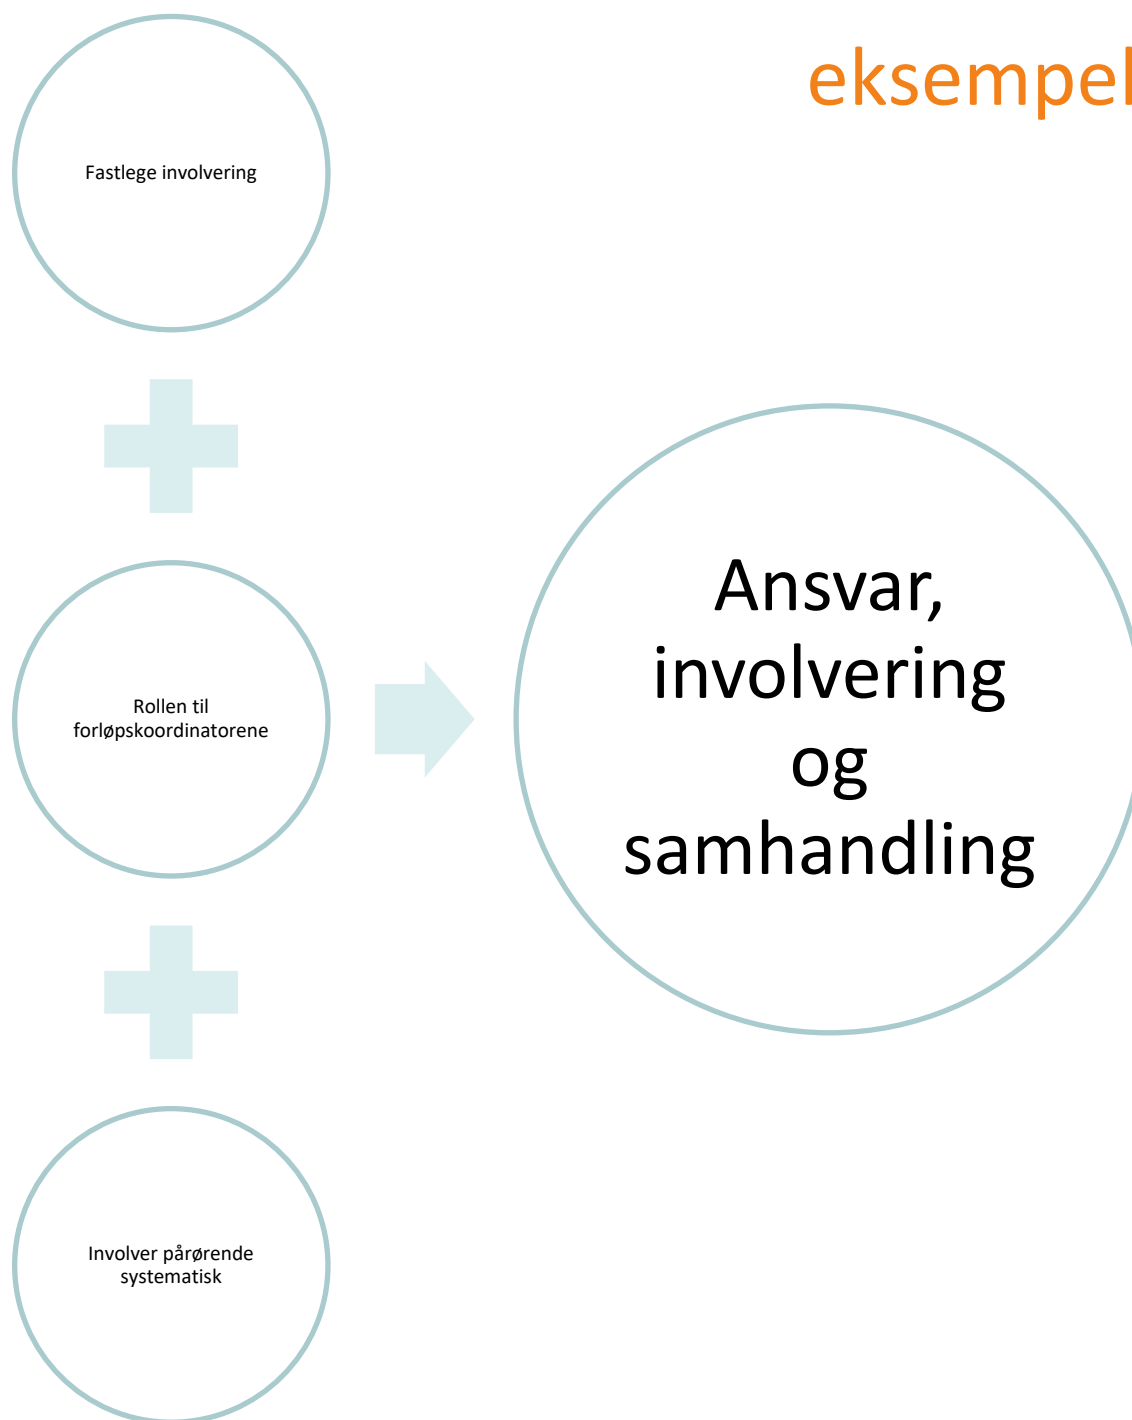 eksempel
Fastlege involvering
Rollen til
forløpskoordinatorene
Involver pårørende
systematisk
Ansvar,
involvering
og
samhandling